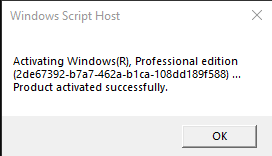 Windows Script Host
Activating Windows(R), Professional edition
(2de67392-b7a7-462a-b1ca-108dd189f588) ...
Product activated successfully.
OK